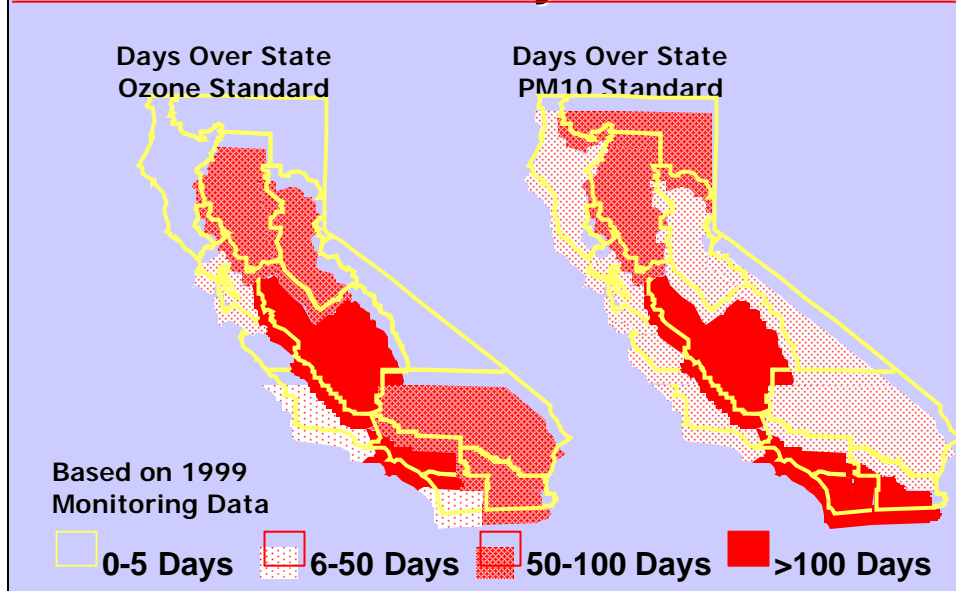 Days Over State
Ozone Standard
Days Over State
PM10 Standard
Based on 1999
Monitoring Data
0-5 Days
6-50 Days
50-100 Days
>100 Days